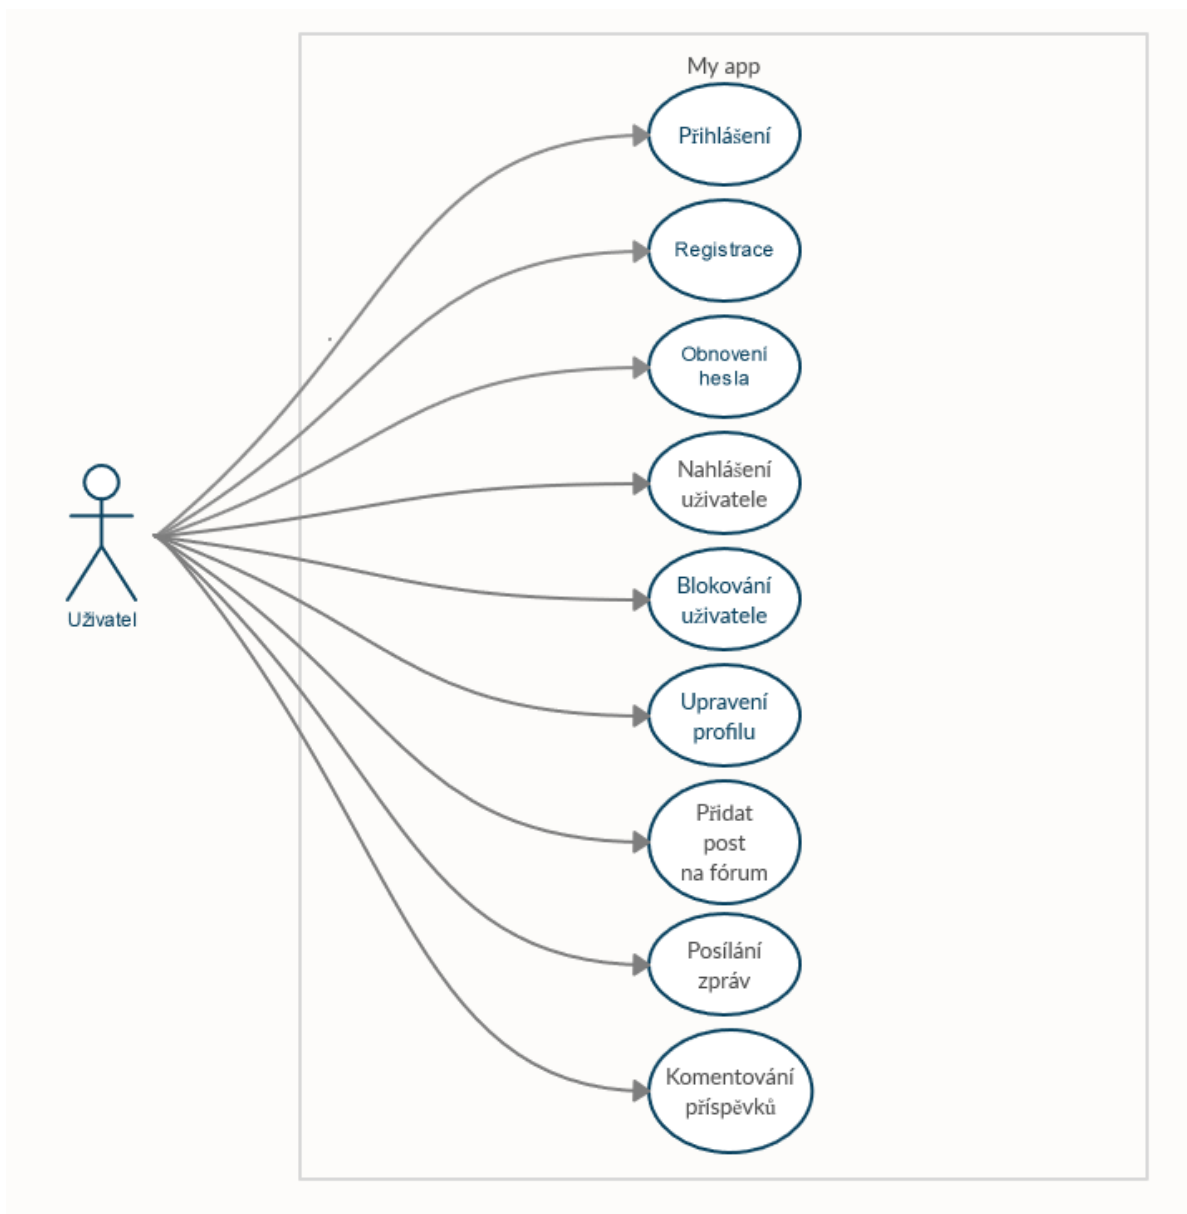 My app
Přihlášení
Registrace
Obnovení
hesla
Nahlášení
uživatele
Blokování
uživatele
Uživatel
Upravení
profilu
Přidat
post
na fórum
Posílání
zpráv
Komentování
příspěvků